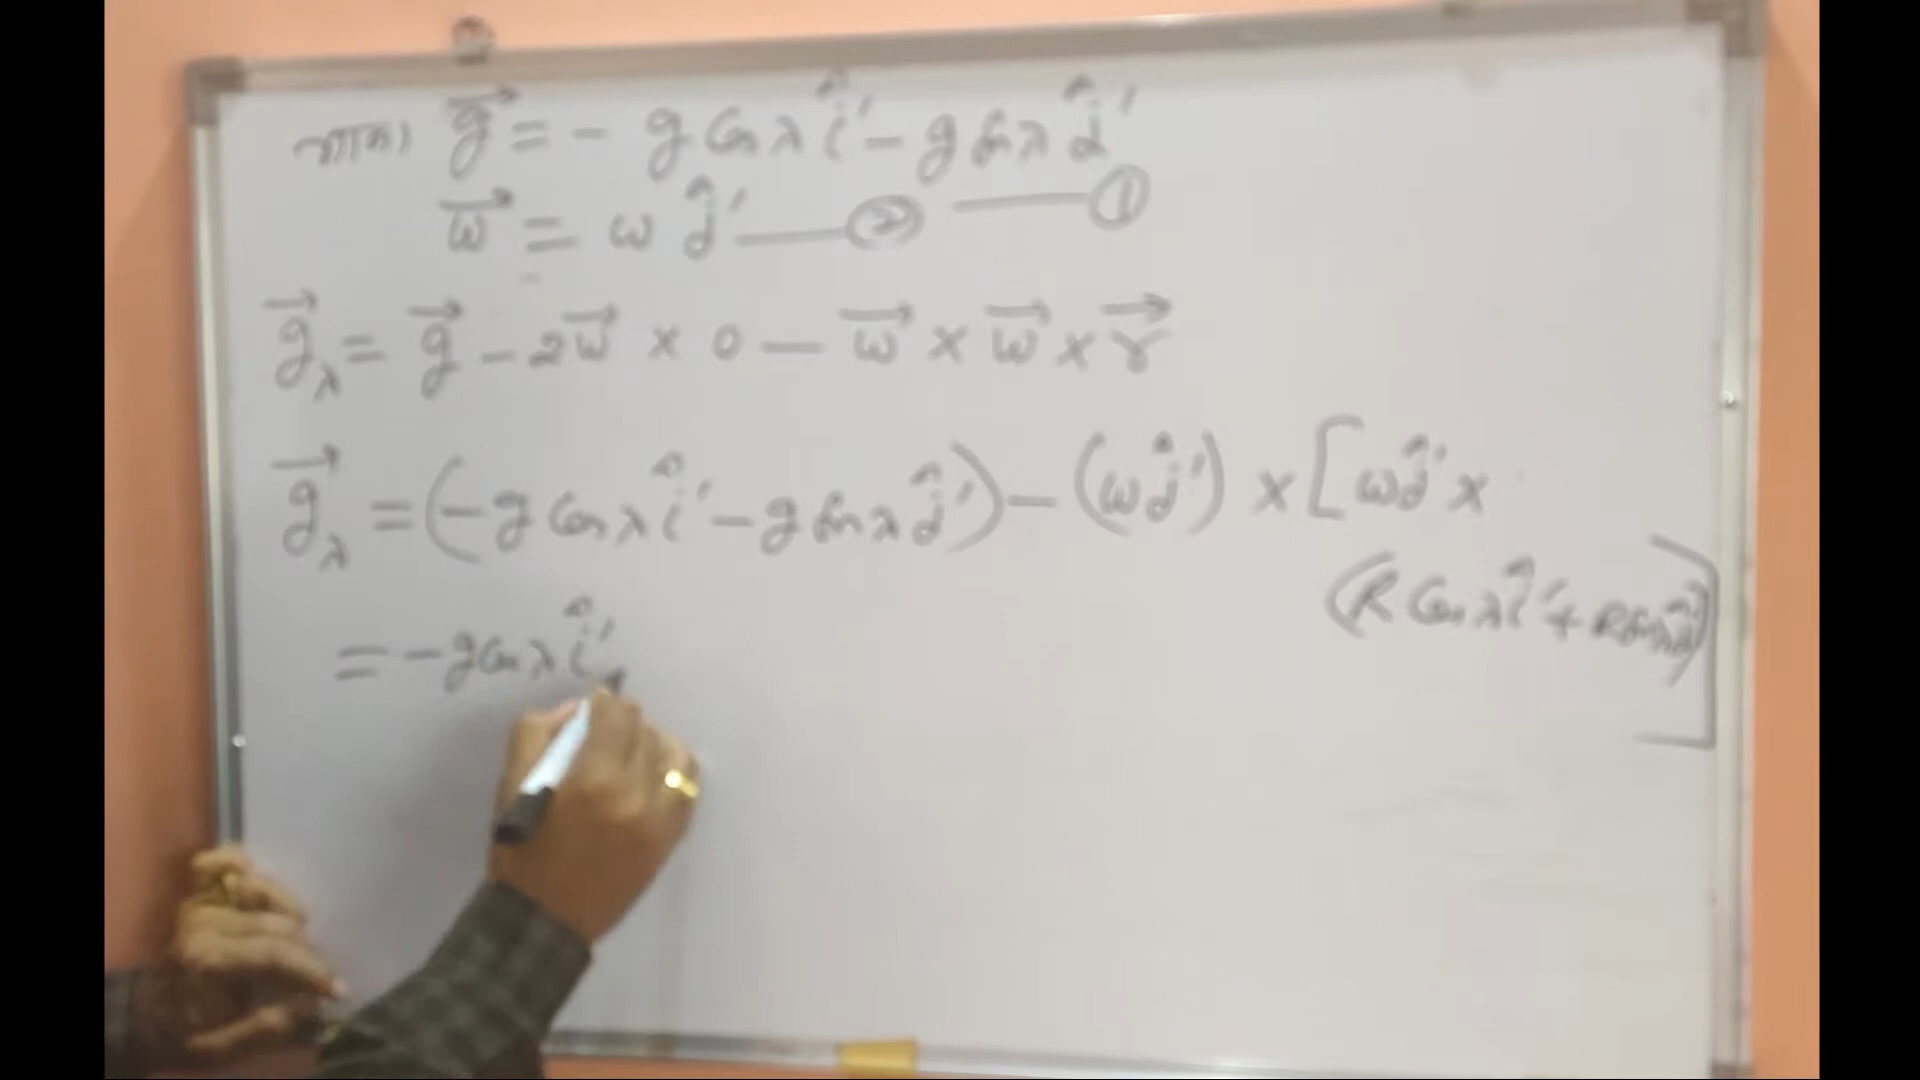 g⃗ = - g Cos λ î′ - g Sin λ ĵ′
ω⃗ = ω ĵ′ —② —①
g⃗λ = g⃗ - 2ω⃗ × 0 - ω⃗ × ω⃗ × r⃗
g⃗λ = (-g Cos λ î′ - g Sin λ ĵ′) - (ω ĵ′) × [ω ĵ′ ×
(R Cos λ î′ + R Sin λ ĵ′)]
= - g Cos λ î′